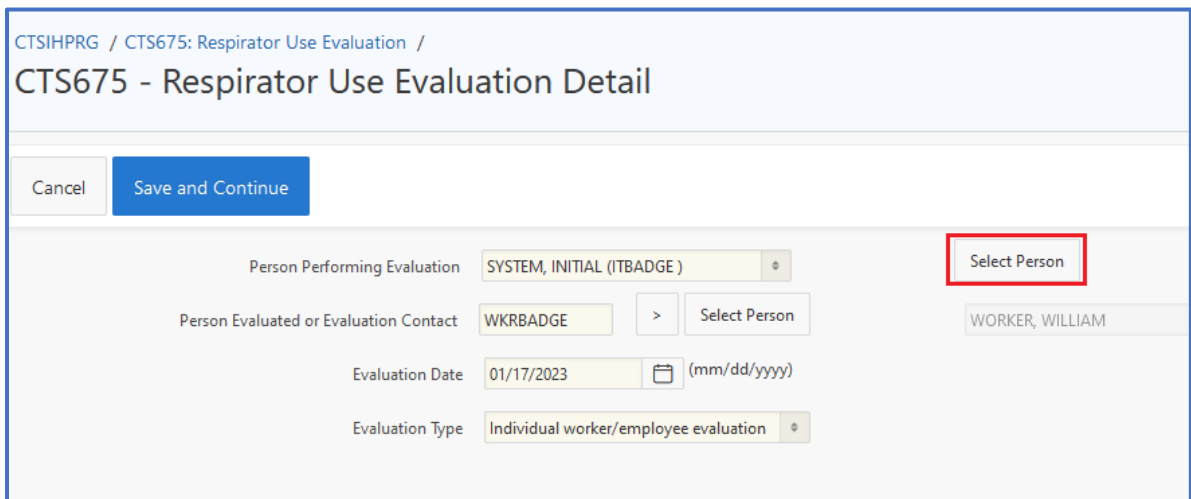 CTSIHPRG / CTS675: Respirator Use Evaluation /
CTS675 - Respirator Use Evaluation Detail
Cancel Save and Continue
Person Performing Evaluation SYSTEM, INITIAL (ITBADGE ) Select Person
Person Evaluated or Evaluation Contact WKRBADGE > Select Person WORKER, WILLIAM
Evaluation Date 01/17/2023 (mm/dd/yyyy)
Evaluation Type Individual worker/employee evaluation